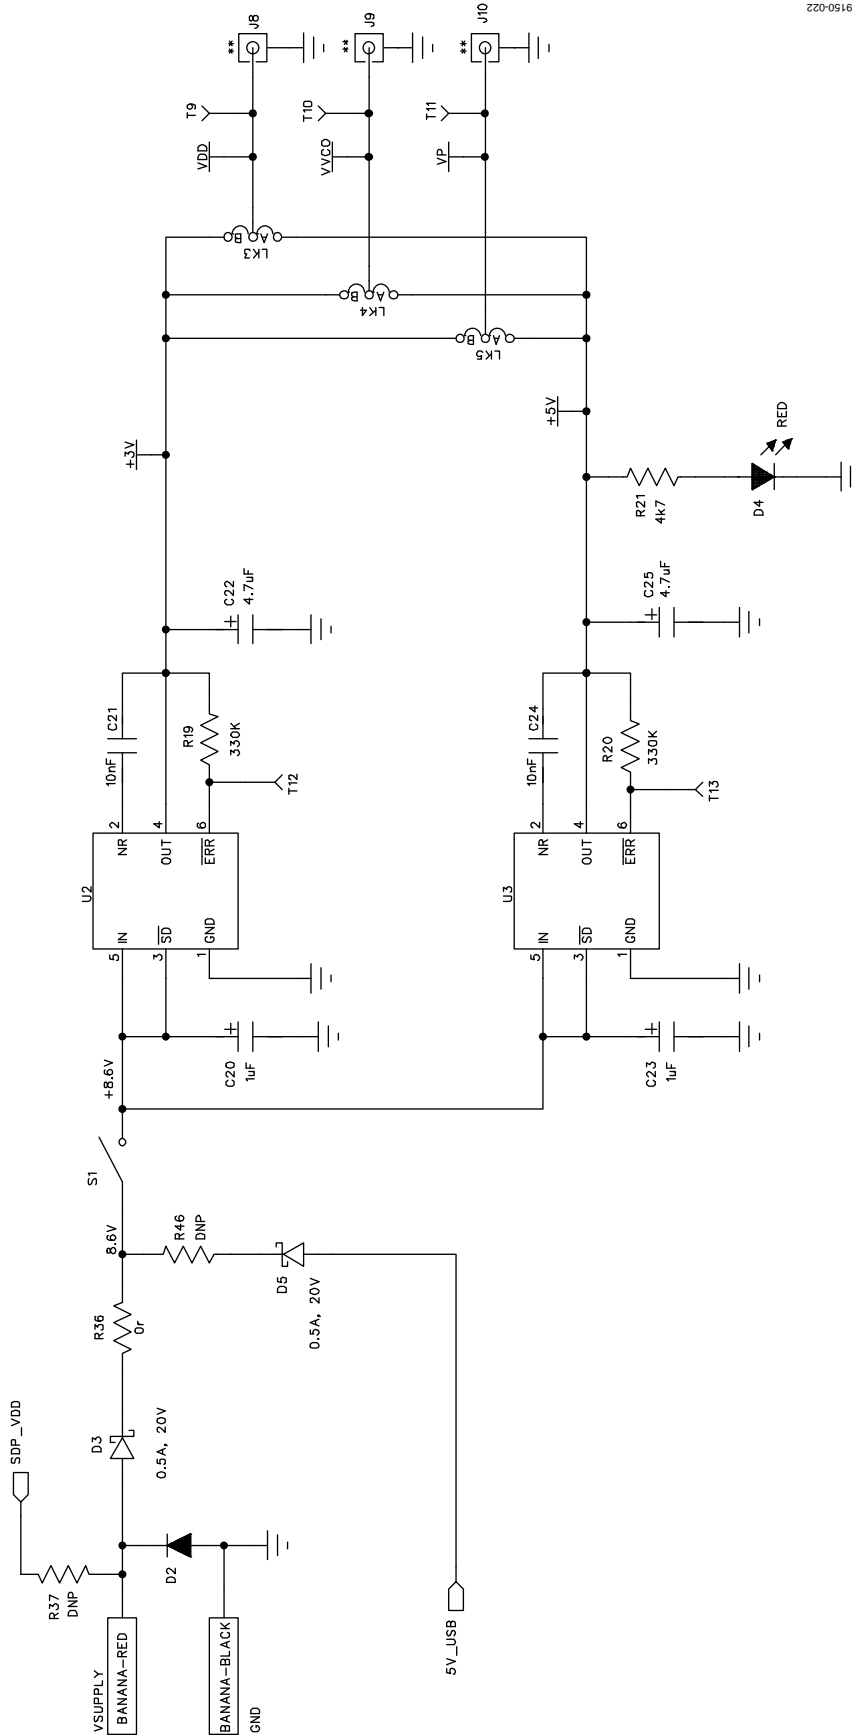 VSUPPLY
BANANA-RED
BANANA-BLACK
GND
R37
DNP
SDP_VDD
D2
D3
0.5A, 20V
R36
0r
8.6V
R46
DNP
D5
0.5A, 20V
5V_USB
S1
+8.6V
C20
1uF
+
U2
5
IN
3
SD
1
GND
2
NR
4
OUT
6
ERR
10nF
C21
R19
330K
T12
C22
4.7uF
+
+3V
C23
1uF
+
U3
5
IN
3
SD
1
GND
2
NR
4
OUT
6
ERR
10nF
C24
R20
330K
T13
C25
4.7uF
+
R21
4k7
D4
RED
+5V
LK3
A
B
LK4
A
B
LK5
A
B
VDD
T9
**
J8
VVCO
T10
**
J9
VP
T11
**
J10
9150-022